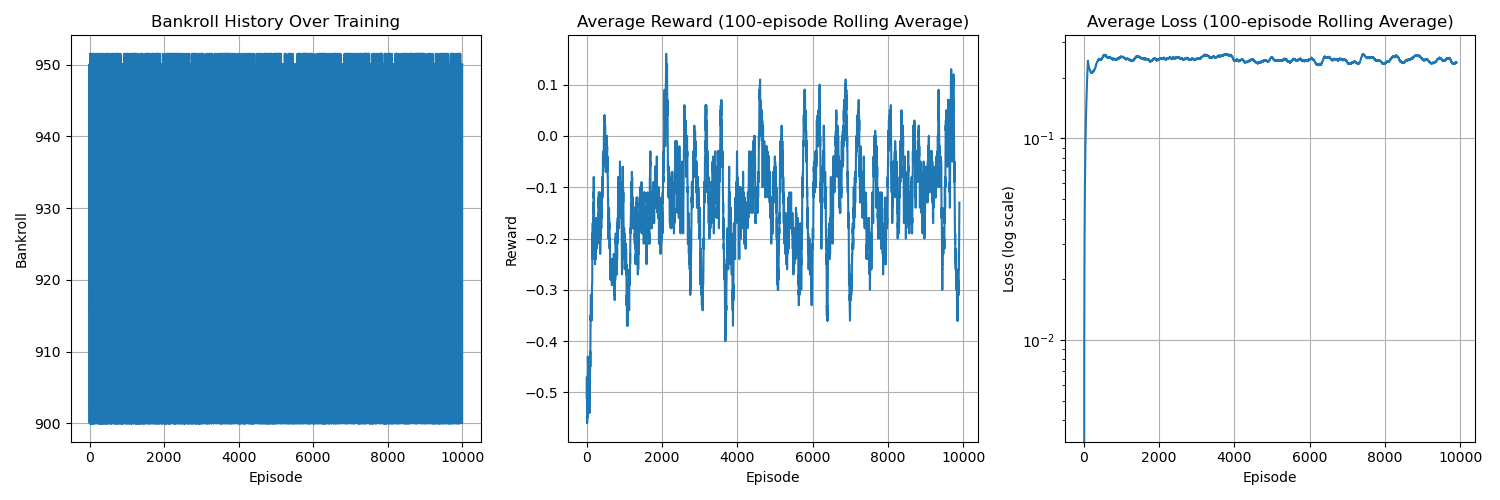 Bankroll History Over Training
Bankroll
950
940
930
920
910
900
0 2000 4000 6000 8000 10000
Episode
Average Reward (100-episode Rolling Average)
Reward
0.1
0.0
−0.1
−0.2
−0.3
−0.4
−0.5
0 2000 4000 6000 8000 10000
Episode
Average Loss (100-episode Rolling Average)
Loss (log scale)
10⁻¹
10⁻²
0 2000 4000 6000 8000 10000
Episode